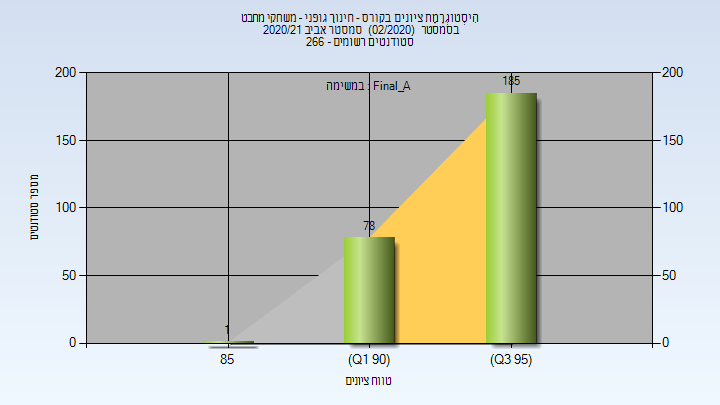 היסטוגרמת ציונים בקורס - חינוך גופני - משחקי מחבט
בסמסטר (02/2020) סמסטר אביב 2020/21
סטודנטים רשומים - 266
במשימה : Final_A
200
150
100
50
0
200
150
100
50
0
185
78
1
85
(Q1 90)
(Q3 95)
מספר סטודנטים
טווח ציונים